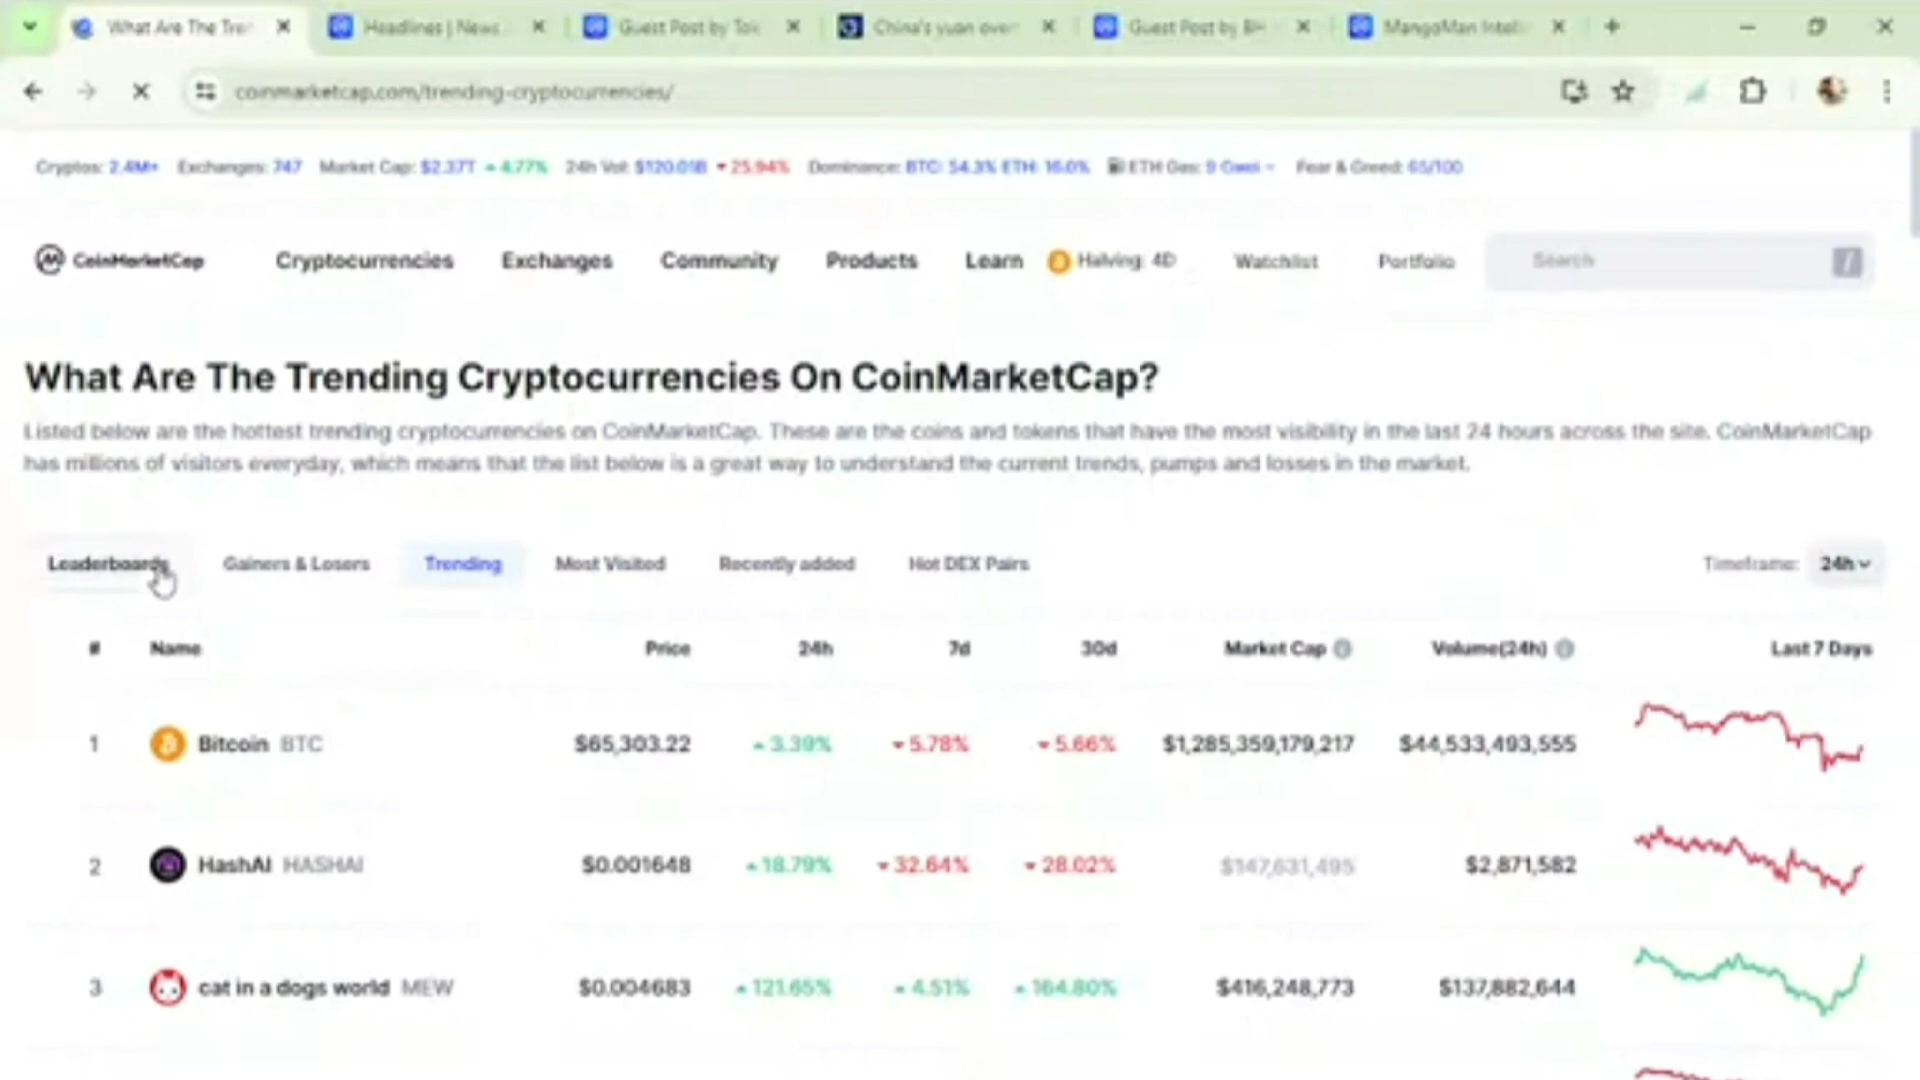 What Are The Tren
Headlines | News
Guest Post by Tok
China's yuan over
Guest Post by BH
MangoMan Intell
coinmarketcap.com/trending-cryptocurrencies/
Cryptos: 2.4M+ Exchanges: 747 Market Cap: $2.37T 4.77% 24h Vol: $120.01B 25.94% Dominance: BTC: 54.3% ETH: 16.0% ETH Gas: 9 Gwei Fear & Greed: 65/100
CoinMarketCap Cryptocurrencies Exchanges Community Products Learn Halving: 4D Watchlist Portfolio Search /
What Are The Trending Cryptocurrencies On CoinMarketCap?
Listed below are the hottest trending cryptocurrencies on CoinMarketCap. These are the coins and tokens that have the most visibility in the last 24 hours across the site. CoinMarketCap
has millions of visitors everyday, which means that the list below is a great way to understand the current trends, pumps and losses in the market.
Leaderboards Gainers & Losers Trending Most Visited Recently added Hot DEX Pairs Timeframe: 24h
# Name Price 24h 7d 30d Market Cap Volume(24h) Last 7 Days
1 Bitcoin BTC $65,303.22 3.39% 5.78% 5.66% $1,285,359,179,217 $44,533,493,555
2 HashAI HASHAI $0.001648 18.79% 32.64% 28.02% $147,631,495 $2,871,582
3 cat in a dogs world MEW $0.004683 121.65% 4.51% 164.80% $416,248,773 $137,882,644